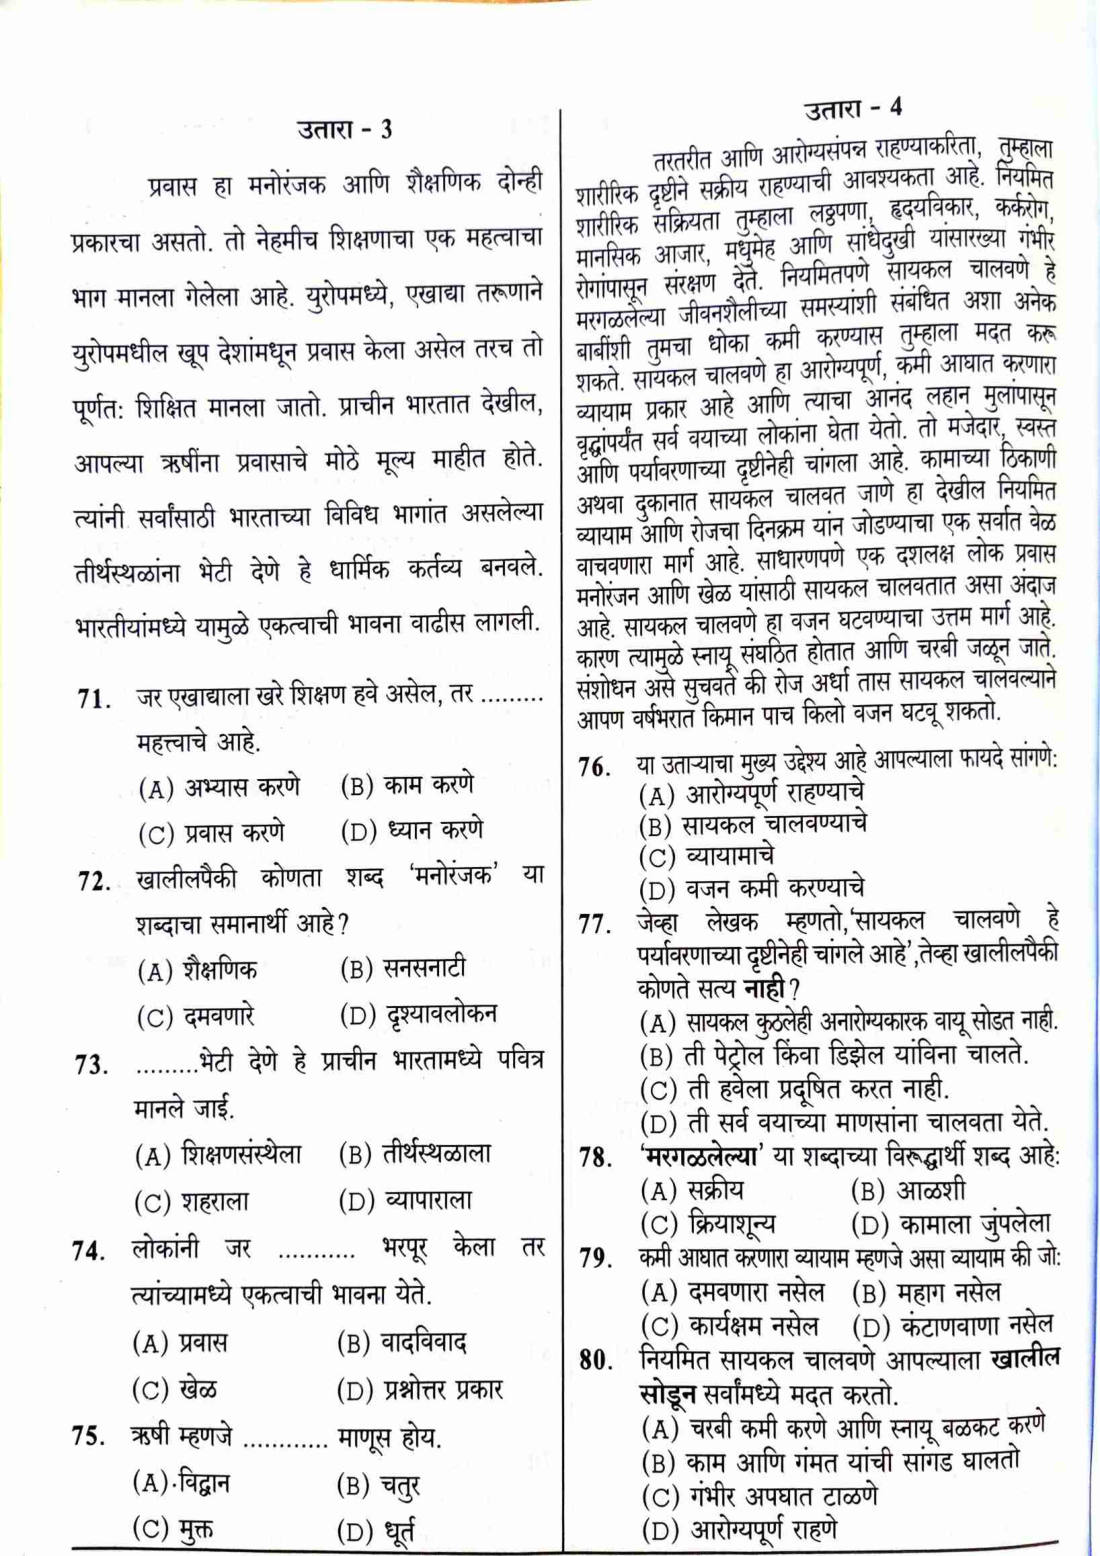 उतारा - 3
प्रवास हा मनोरंजक आणि शैक्षणिक दोन्ही
प्रकारचा असतो. तो नेहमीच शिक्षणाचा एक महत्वाचा
भाग मानला गेलेला आहे. युरोपमध्ये, एखाद्या तरूणाने
युरोपमधील खूप देशांमधून प्रवास केला असेल तरच तो
पूर्णतः शिक्षित मानला जातो. प्राचीन भारतात देखील,
आपल्या ऋषींना प्रवासाचे मोठे मूल्य माहीत होते.
त्यांनी सर्वांसाठी भारताच्या विविध भागांत असलेल्या
तीर्थस्थळांना भेटी देणे हे धार्मिक कर्तव्य बनवले.
भारतीयांमध्ये यामुळे एकत्वाची भावना वाढीस लागली.
71. जर एखाद्याला खरे शिक्षण हवे असेल, तर .........
महत्त्वाचे आहे.
(A) अभ्यास करणे (B) काम करणे
(C) प्रवास करणे (D) ध्यान करणे
72. खालीलपैकी कोणता शब्द ‘मनोरंजक’ या
शब्दाचा समानार्थी आहे?
(A) शैक्षणिक (B) सनसनाटी
(C) दमवणारे (D) दृश्यावलोकन
73. .........भेटी देणे हे प्राचीन भारतामध्ये पवित्र
मानले जाई.
(A) शिक्षणसंस्थेला (B) तीर्थस्थळाला
(C) शहराला (D) व्यापाराला
74. लोकांनी जर ........... भरपूर केला तर
त्यांच्यामध्ये एकत्वाची भावना येते.
(A) प्रवास (B) वादविवाद
(C) खेळ (D) प्रश्नोत्तर प्रकार
75. ऋषी म्हणजे ............ माणूस होय.
(A) विद्वान (B) चतुर
(C) मुक्त (D) धूर्त
उतारा - 4
तरतरीत आणि आरोग्यसंपन्न राहण्याकरिता, तुम्हाला
शारीरिक दृष्टीने सक्रीय राहण्याची आवश्यकता आहे. नियमित
शारीरिक सक्रियता तुम्हाला लठ्ठपणा, हृदयविकार, कर्करोग,
मानसिक आजार, मधुमेह आणि सांधेदुखी यांसारख्या गंभीर
रोगांपासून संरक्षण देते. नियमितपणे सायकल चालवणे हे
मरगळलेल्या जीवनशैलीच्या समस्यांशी संबंधित अशा अनेक
बाबींशी तुमचा धोका कमी करण्यास तुम्हाला मदत करू
शकते. सायकल चालवणे हा आरोग्यपूर्ण, कमी आघात करणारा
व्यायाम प्रकार आहे आणि त्याचा आनंद लहान मुलांपासून
वृद्धांपर्यंत सर्व वयाच्या लोकांना घेता येतो. तो मजेदार, स्वस्त
आणि पर्यावरणाच्या दृष्टीनेही चांगला आहे. कामाच्या ठिकाणी
अथवा दुकानात सायकल चालवत जाणे हा देखील नियमित
व्यायाम आणि रोजचा दिनक्रम यांन जोडण्याचा एक सर्वात वेळ
वाचवणारा मार्ग आहे. साधारणपणे एक दशलक्ष लोक प्रवास
मनोरंजन आणि खेळ यांसाठी सायकल चालवतात असा अंदाज
आहे. सायकल चालवणे हा वजन घटवण्याचा उत्तम मार्ग आहे.
कारण त्यामुळे स्नायू संघठित होतात आणि चरबी जळून जाते.
संशोधन असे सुचवते की रोज अर्धा तास सायकल चालवल्याने
आपण वर्षभरात किमान पाच किलो वजन घटवू शकतो.
76. या उताऱ्याचा मुख्य उद्देश्य आहे आपल्याला फायदे सांगणे:
(A) आरोग्यपूर्ण राहण्याचे
(B) सायकल चालवण्याचे
(C) व्यायामाचे
(D) वजन कमी करण्याचे
77. जेव्हा लेखक म्हणतो,‘सायकल चालवणे हे
पर्यावरणाच्या दृष्टीनेही चांगले आहे’,तेव्हा खालीलपैकी
कोणते सत्य नाही?
(A) सायकल कुठलेही अनारोग्यकारक वायू सोडत नाही.
(B) ती पेट्रोल किंवा डिझेल यांविना चालते.
(C) ती हवेला प्रदूषित करत नाही.
(D) ती सर्व वयाच्या माणसांना चालवता येते.
78. ‘मरगळलेल्या’ या शब्दाच्या विरूद्धार्थी शब्द आहे:
(A) सक्रीय (B) आळशी
(C) क्रियाशून्य (D) कामाला जुंपलेला
79. कमी आघात करणारा व्यायाम म्हणजे असा व्यायाम की जो:
(A) दमवणारा नसेल (B) महाग नसेल
(C) कार्यक्षम नसेल (D) कंटाणवाणा नसेल
80. नियमित सायकल चालवणे आपल्याला खालील
सोडून सर्वांमध्ये मदत करतो.
(A) चरबी कमी करणे आणि स्नायू बळकट करणे
(B) काम आणि गंमत यांची सांगड घालतो
(C) गंभीर अपघात टाळणे
(D) आरोग्यपूर्ण राहणे